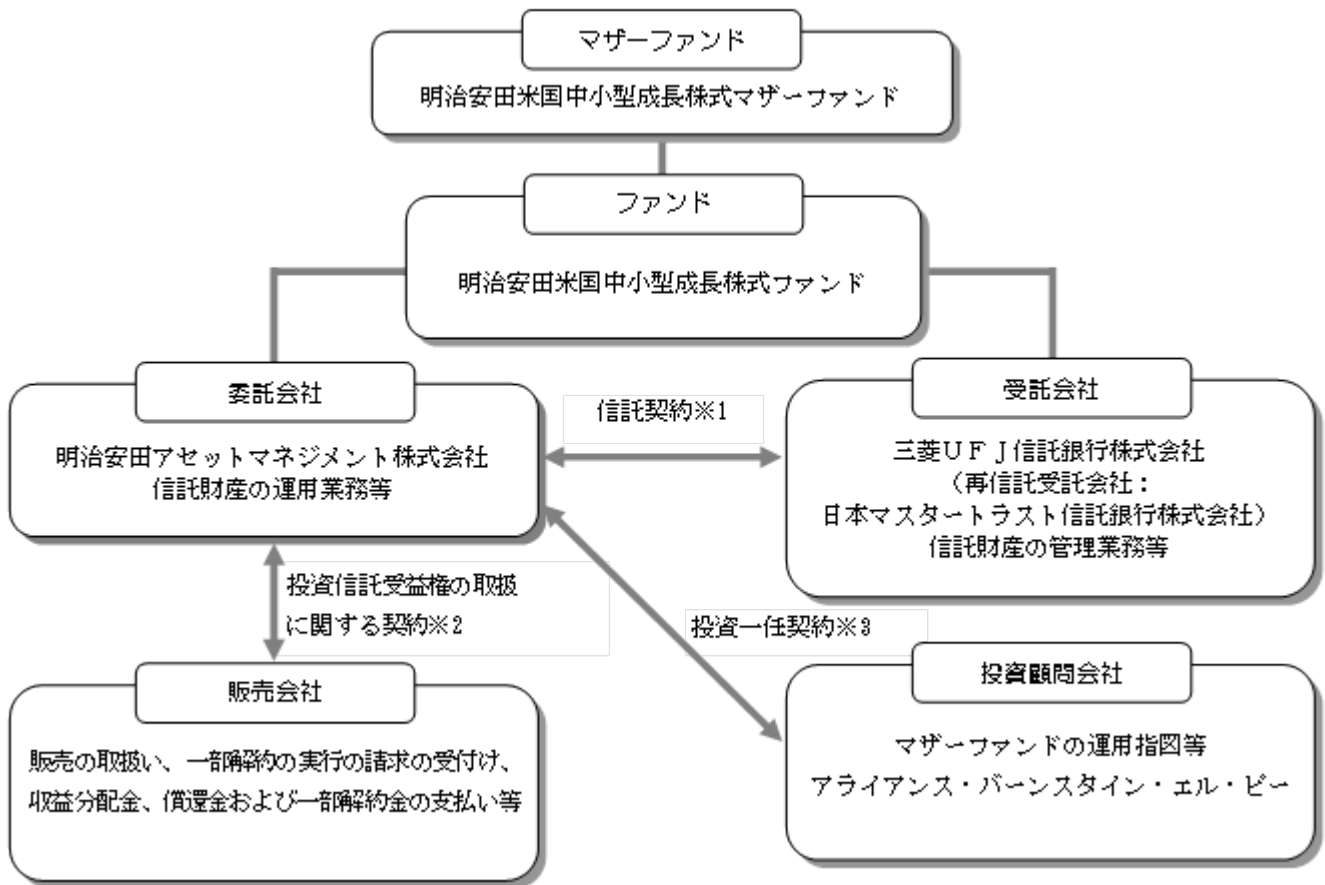 マザーファンド
明治安田米国中小型成長株式マザーファンド
ファンド
明治安田米国中小型成長株式ファンド
委託会社
明治安田アセットマネジメント株式会社
信託財産の運用業務等
信託契約※1
受託会社
三菱UFJ信託銀行株式会社
（再信託受託会社：
日本マスタートラスト信託銀行株式会社）
信託財産の管理業務等
投資信託受益権の取扱
に関する契約※2
投資一任契約※3
販売会社
販売の取扱い、一部解約の実行の請求の受付け、
収益分配金、償還金および一部解約金の支払い等
投資顧問会社
マザーファンドの運用指図等
アライアンス・バーンスタイン・エル・ピー